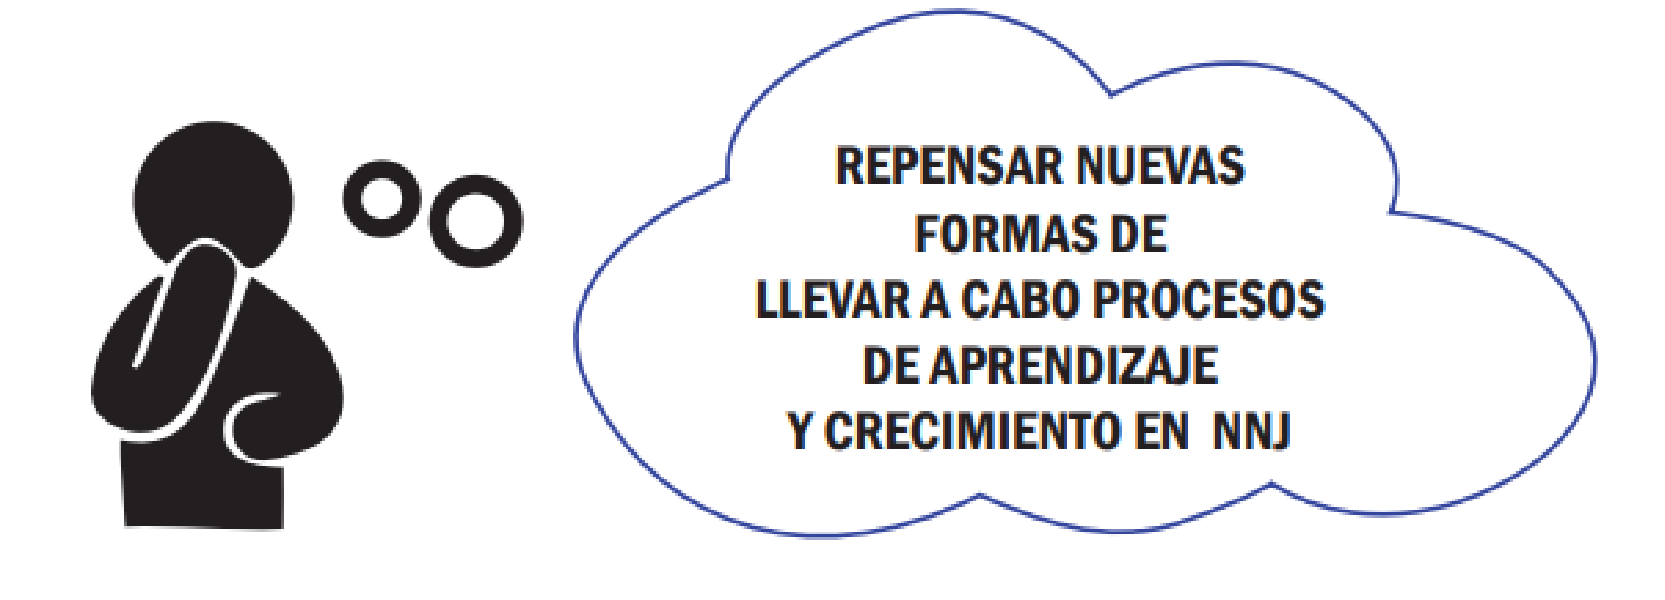 REPENSAR NUEVAS
FORMAS DE
LLEVAR A CABO PROCESOS
DE APRENDIZAJE
Y CRECIMIENTO EN NNJ